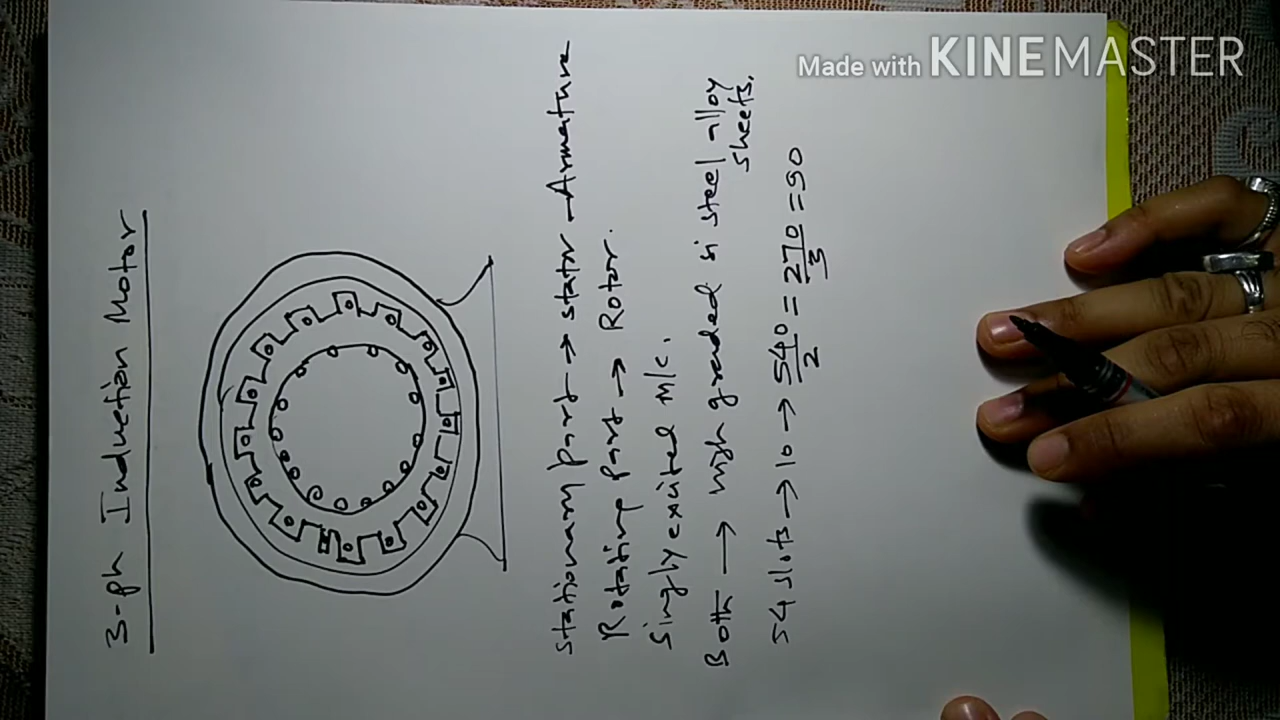 Made with KINEMASTER
3-ph Induction Motor
stationary part → stator - Armature
Rotating part → Rotor.
Singly excited M/c.
Both → high graded si steel alloy
sheets.
54 slots → 10 → 540/2 = 270/3 = 90